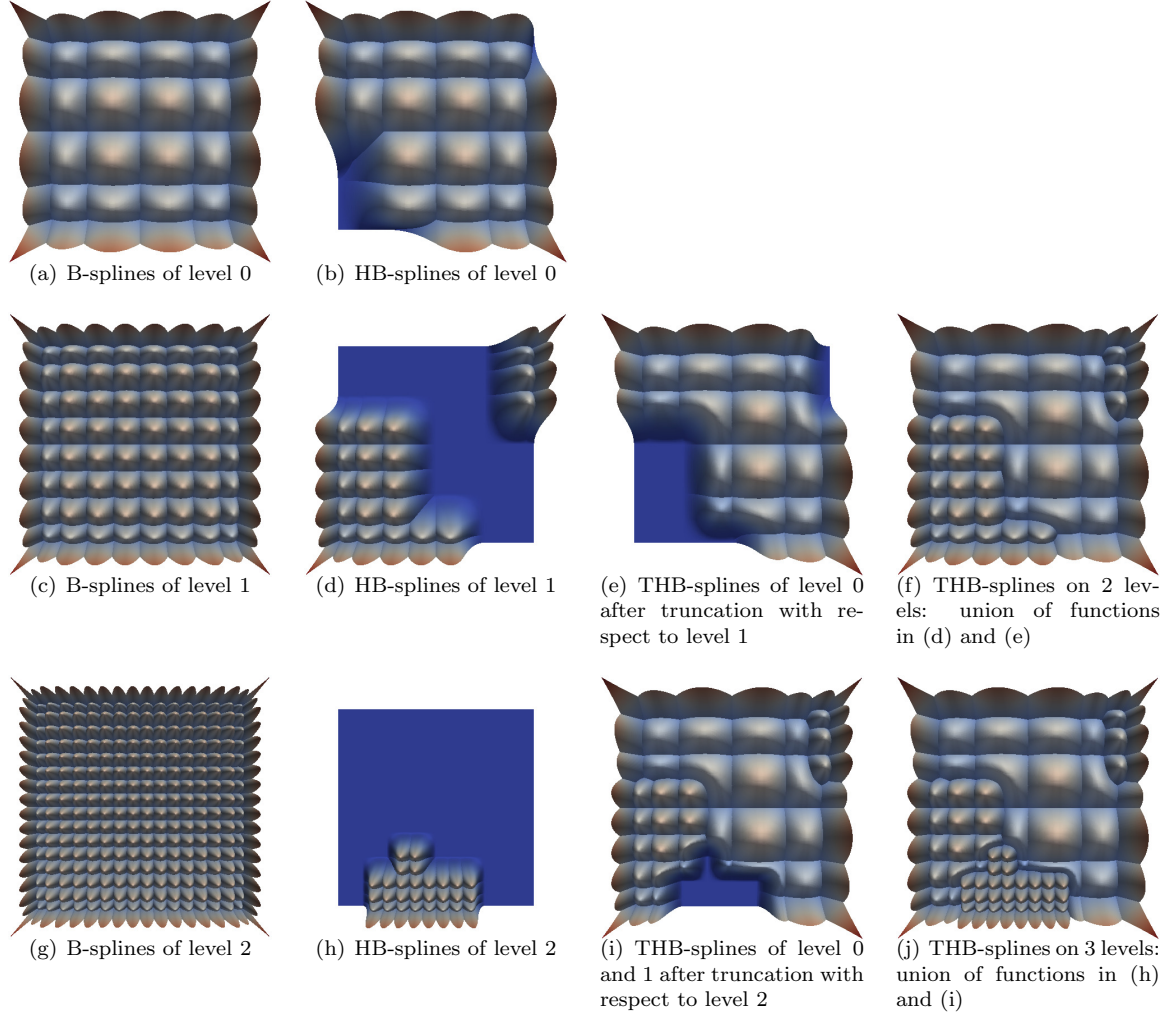 (a) B-splines of level 0
(b) HB-splines of level 0
(c) B-splines of level 1
(d) HB-splines of level 1
(e) THB-splines of level 0
after truncation with re-
spect to level 1
(f) THB-splines on 2 lev-
els: union of functions
in (d) and (e)
(g) B-splines of level 2
(h) HB-splines of level 2
(i) THB-splines of level 0
and 1 after truncation with
respect to level 2
(j) THB-splines on 3 levels:
union of functions in (h)
and (i)